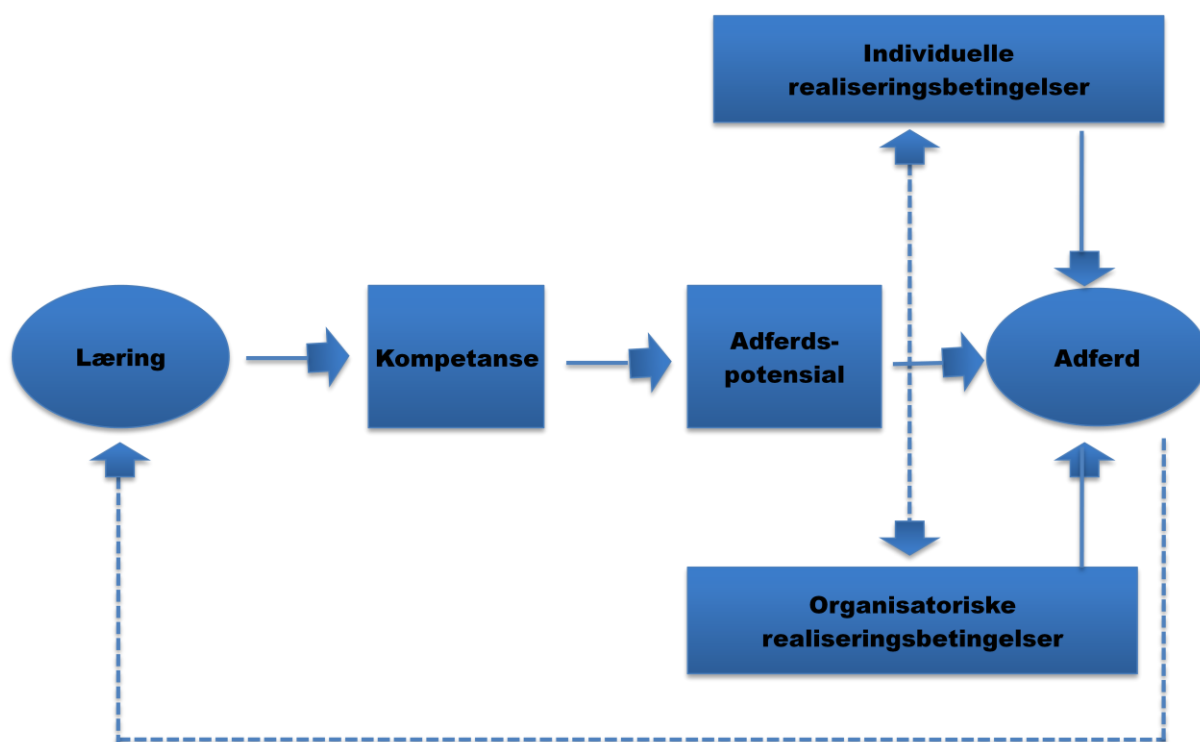 Individuelle
realiseringsbetingelser
Læring
Kompetanse
Adferds-
potensial
Adferd
Organisatoriske
realiseringsbetingelser